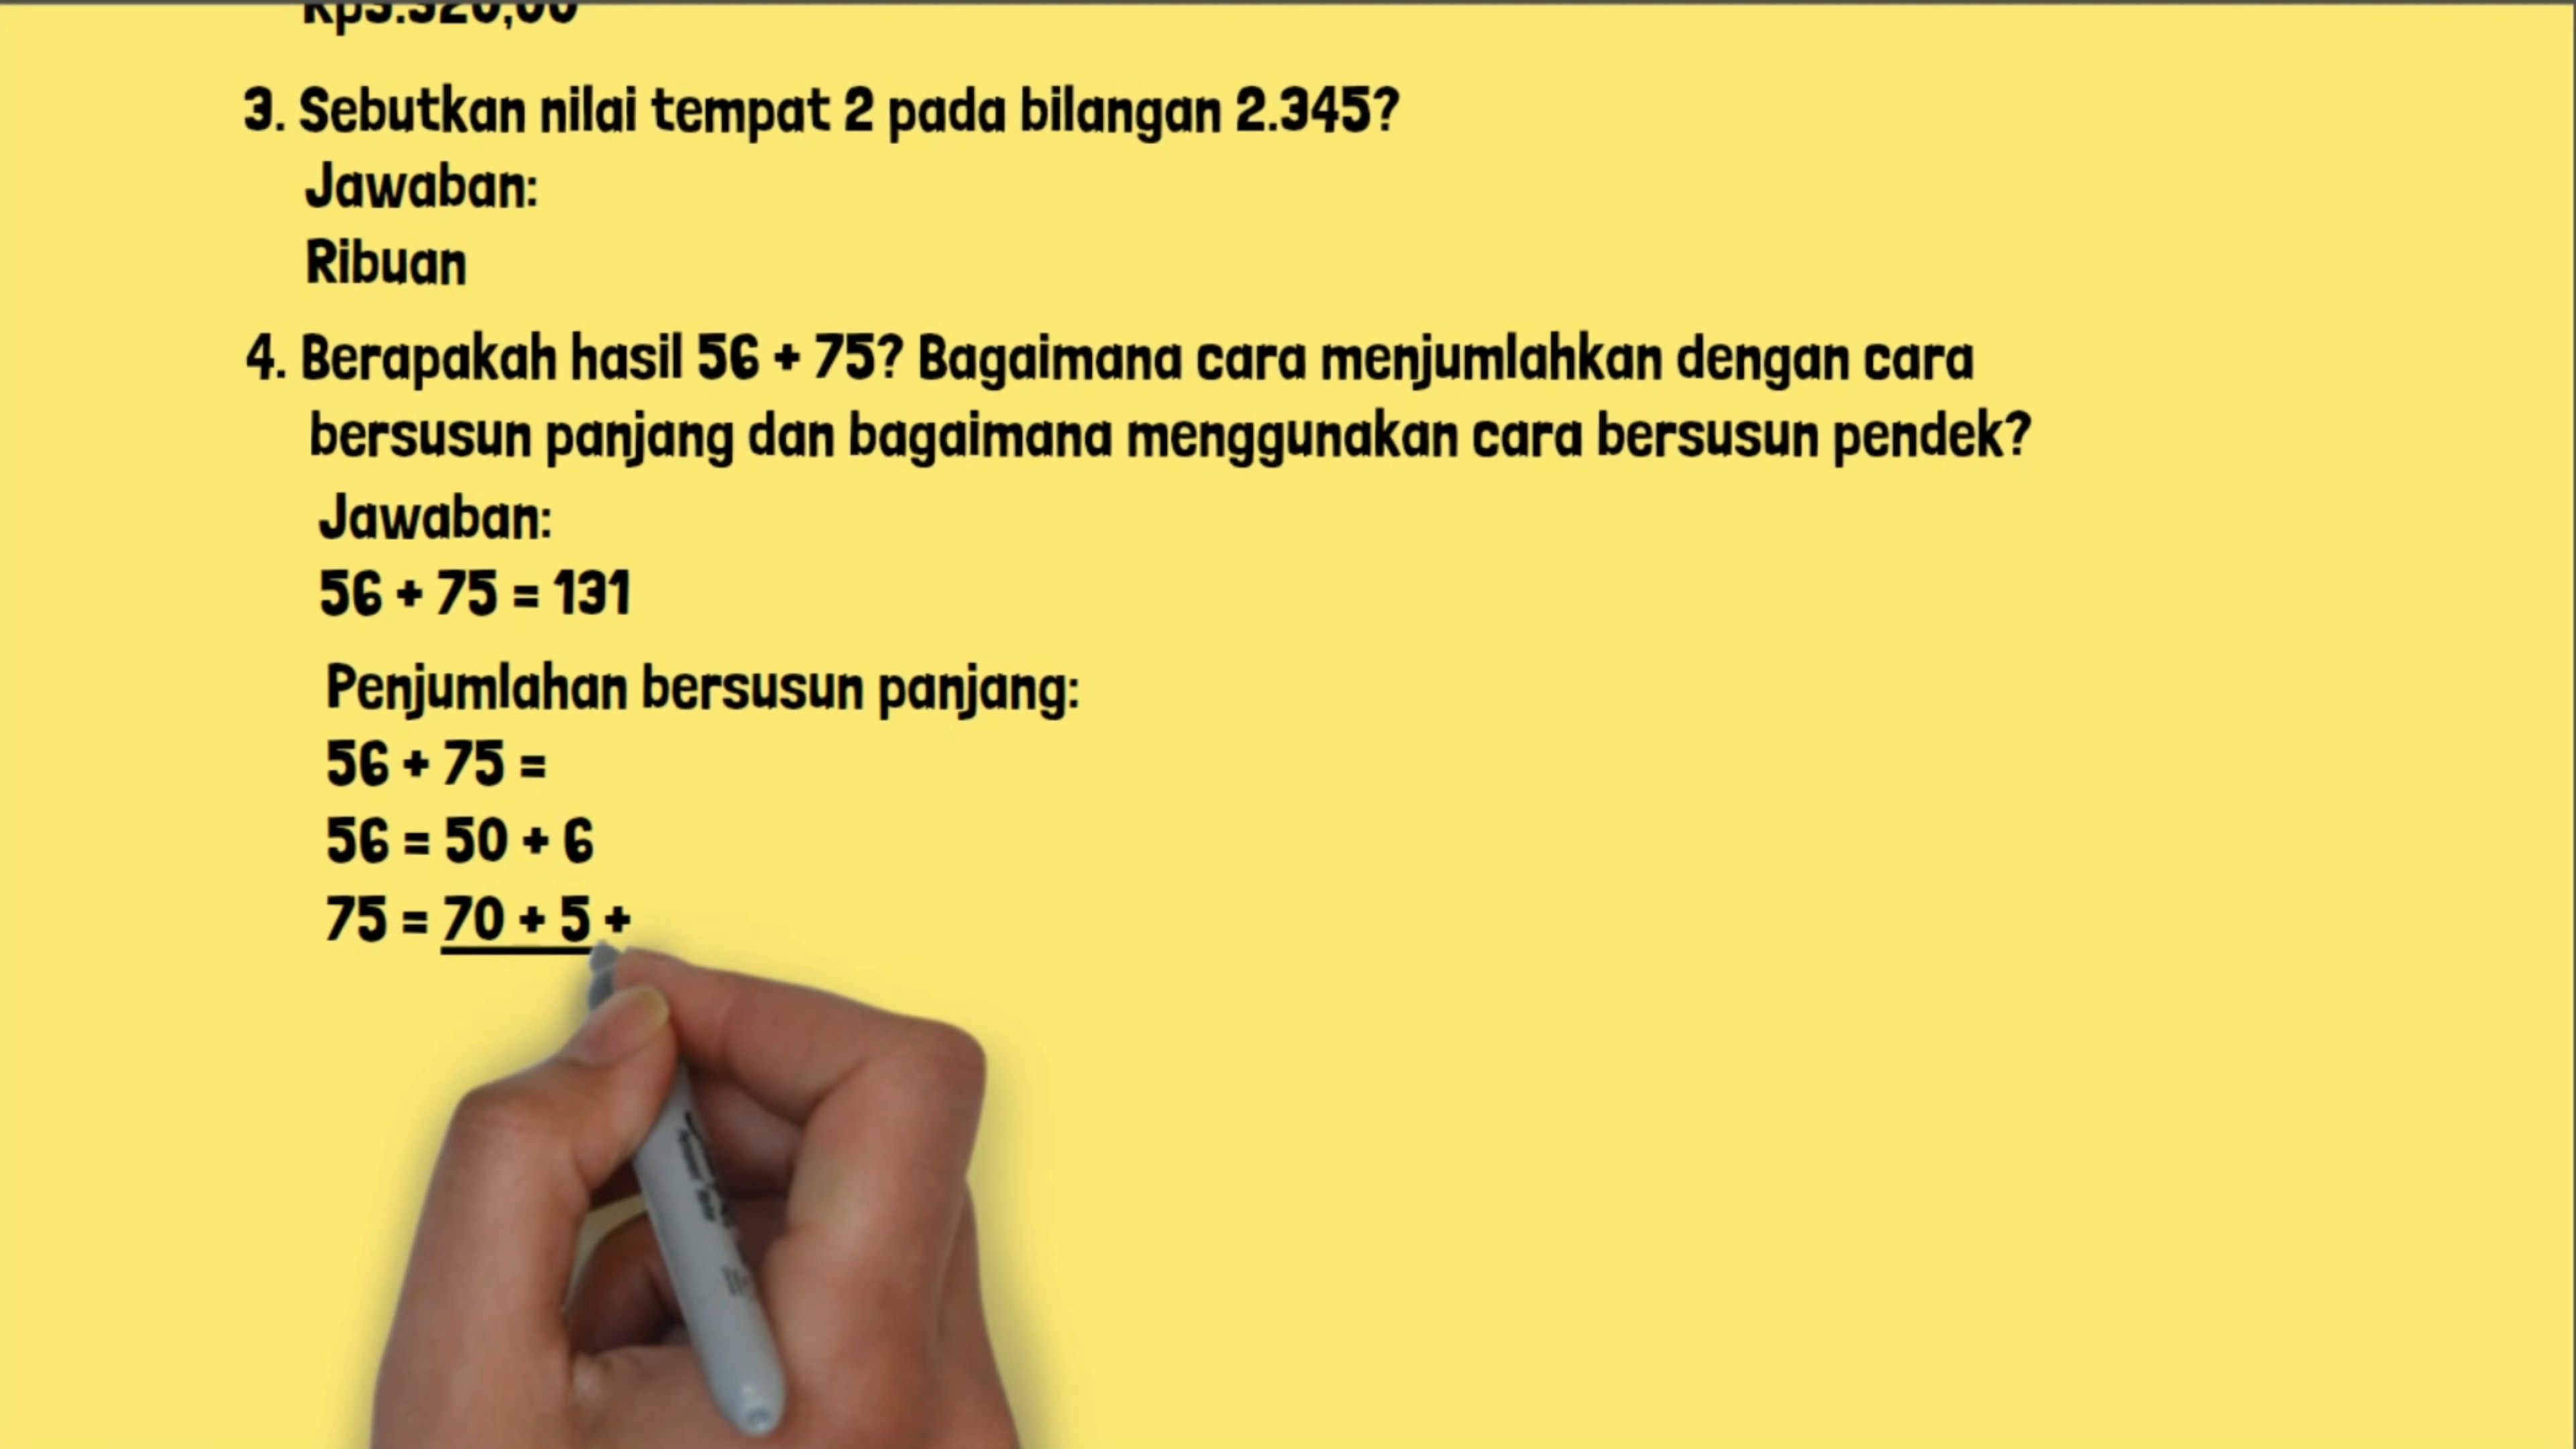 3. Sebutkan nilai tempat 2 pada bilangan 2.345?
Jawaban:
Ribuan
4. Berapakah hasil 56 + 75? Bagaimana cara menjumlahkan dengan cara
bersusun panjang dan bagaimana menggunakan cara bersusun pendek?
Jawaban:
56 + 75 = 131
Penjumlahan bersusun panjang:
56 + 75 =
56 = 50 + 6
75 = 70 + 5 +